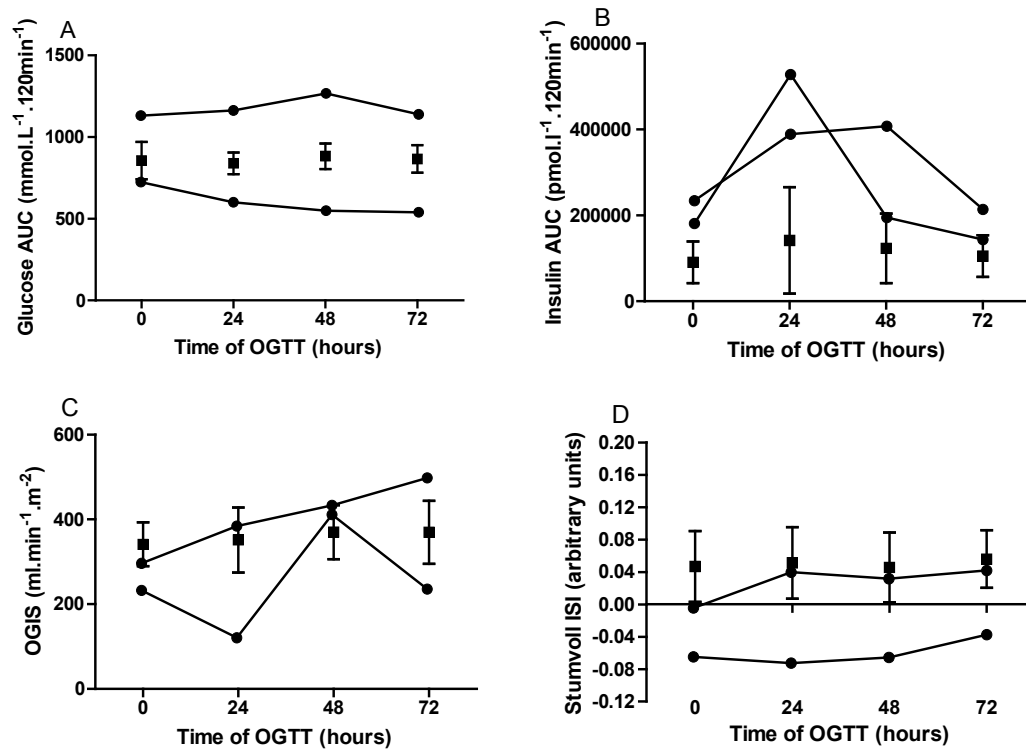 A
Glucose AUC (mmol.L⁻¹.120min⁻¹)
1500
1000
500
0
0 24 48 72
Time of OGTT (hours)
B
Insulin AUC (pmol.l⁻¹.120min⁻¹)
600000
400000
200000
0
0 24 48 72
Time of OGTT (hours)
C
OGIS (ml.min⁻¹.m⁻²)
600
400
200
0
0 24 48 72
Time of OGTT (hours)
D
Stumvoll ISI (arbitrary units)
0.20
0.16
0.12
0.08
0.04
0.00
-0.04
-0.08
-0.12
0 24 48 72
Time of OGTT (hours)